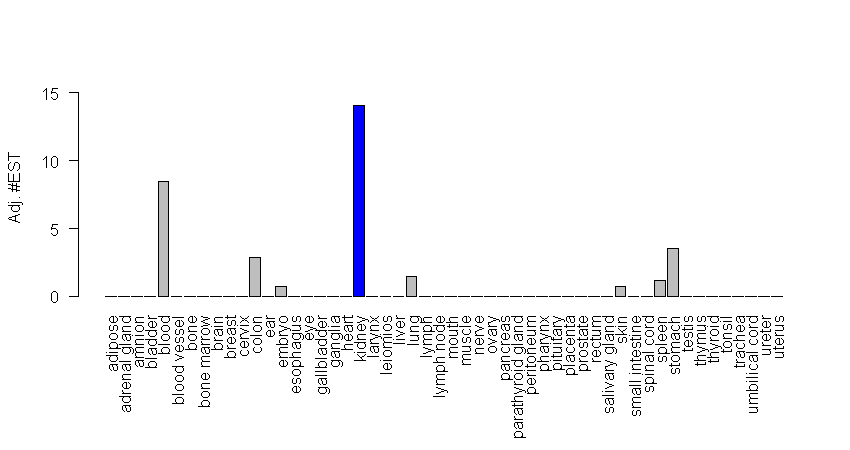 15
10
5
0
Adj. #EST
adipose
adrenal gland
amnion
bladder
blood
blood vessel
bone
bone marrow
brain
breast
cervix
colon
ear
embryo
esophagus
eye
gallbladder
ganglia
heart
kidney
larynx
leiomios
liver
lung
lymph
lymph node
mouth
muscle
nerve
ovary
pancreas
parathyroid gland
peritoneum
pharynx
pituitary
placenta
prostate
rectum
salivary gland
skin
small intestine
spinal cord
spleen
stomach
testis
thymus
thyroid
tonsil
trachea
umbilical cord
ureter
uterus